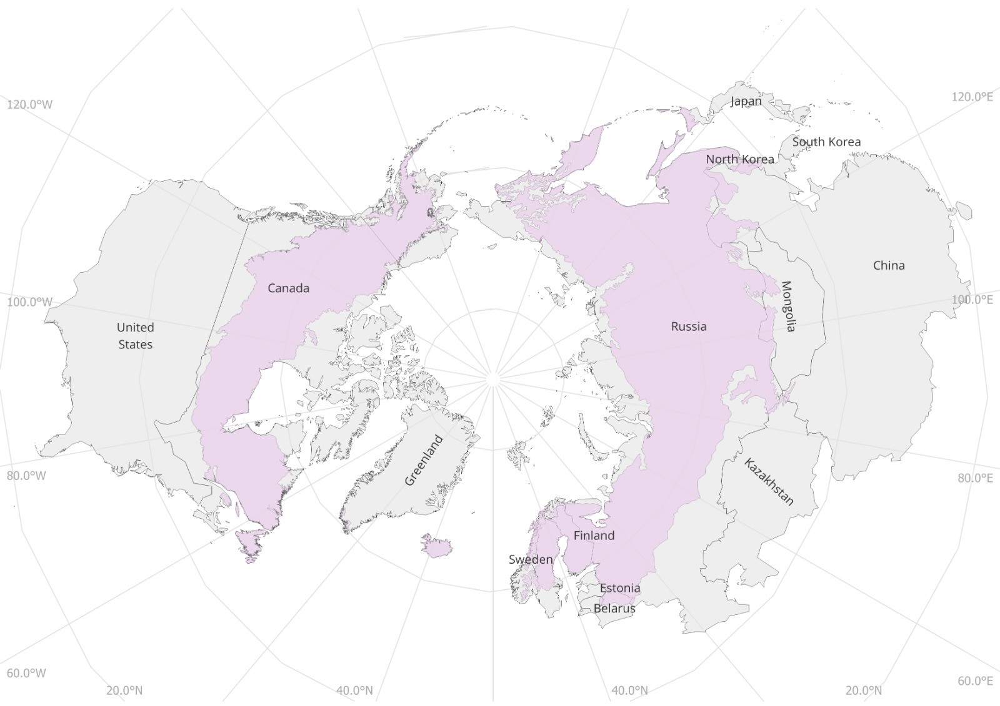 120.0°W
120.0°E
Japan
South Korea
North Korea
China
Canada
100.0°W
100.0°E
Mongolia
United
States
Russia
Greenland
80.0°W
80.0°E
Kazakhstan
Finland
Sweden
Estonia
Belarus
60.0°W
60.0°E
20.0°N
40.0°N
40.0°N
20.0°N